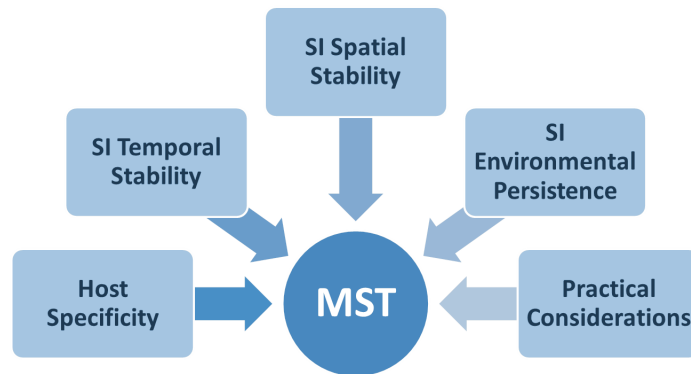 SI Spatial
Stability
SI Temporal
Stability
SI
Environmental
Persistence
Host
Specificity
MST
Practical
Considerations